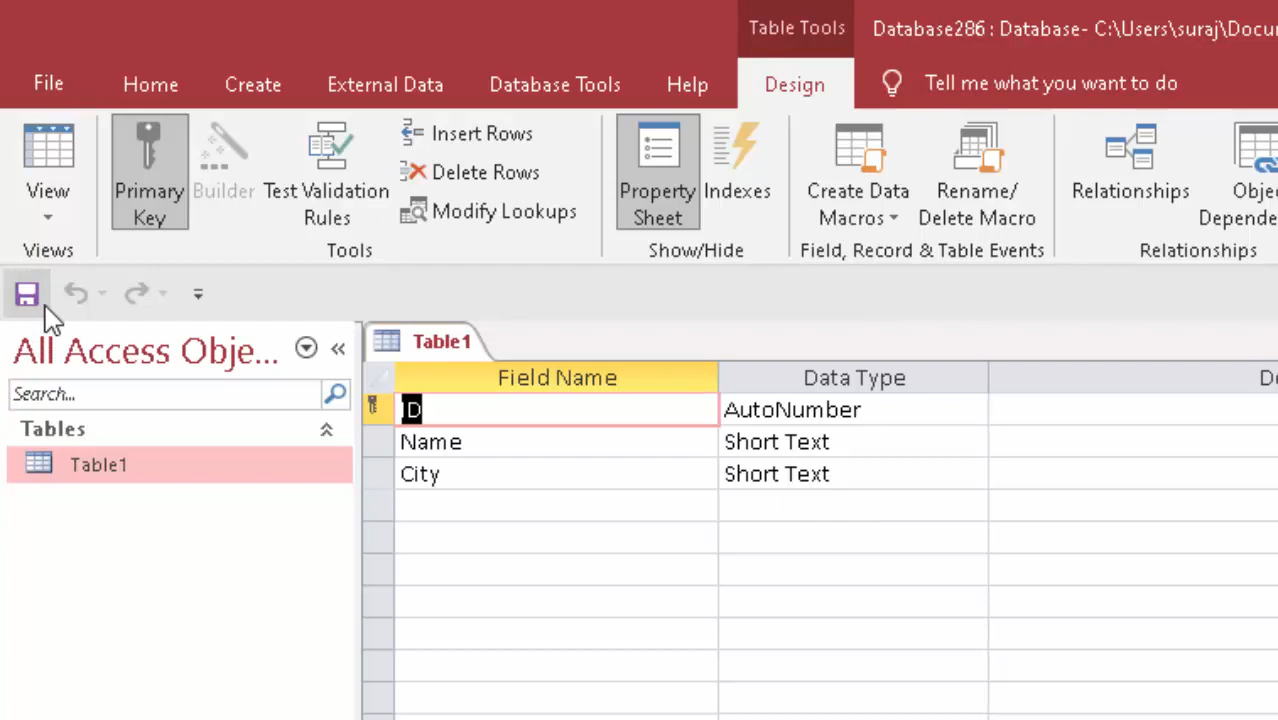 Table Tools
Database286 : Database- C:\Users\suraj\Docu
File Home Create External Data Database Tools Help Design Tell me what you want to do
View
Views
Primary Key
Builder
Test Validation Rules
Insert Rows
Delete Rows
Modify Lookups
Tools
Property Sheet
Indexes
Show/Hide
Create Data Macros
Rename/ Delete Macro
Field, Record & Table Events
Relationships
Obje
Depende
Relationships
All Access Obje...
Search...
Tables
Table1
Table1
Field Name Data Type De
ID AutoNumber
Name Short Text
City Short Text